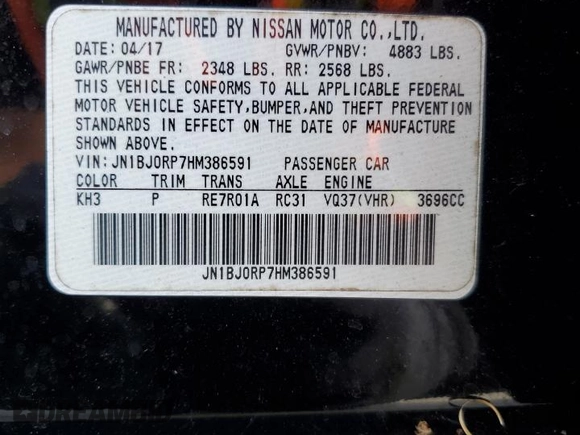 MANUFACTURED BY NISSAN MOTOR CO.,LTD.
DATE: 04/17 GVWR/PNBV: 4883 LBS.
GAWR/PNBE FR: 2348 LBS. RR: 2568 LBS.
THIS VEHICLE CONFORMS TO ALL APPLICABLE FEDERAL
MOTOR VEHICLE SAFETY,BUMPER,AND THEFT PREVENTION
STANDARDS IN EFFECT ON THE DATE OF MANUFACTURE
SHOWN ABOVE.
VIN:JN1BJ0RP7HM386591 PASSENGER CAR
COLOR TRIM TRANS AXLE ENGINE
KH3 P RE7R01A RC31 VQ37(VHR) 3696CC
JN1BJ0RP7HM386591